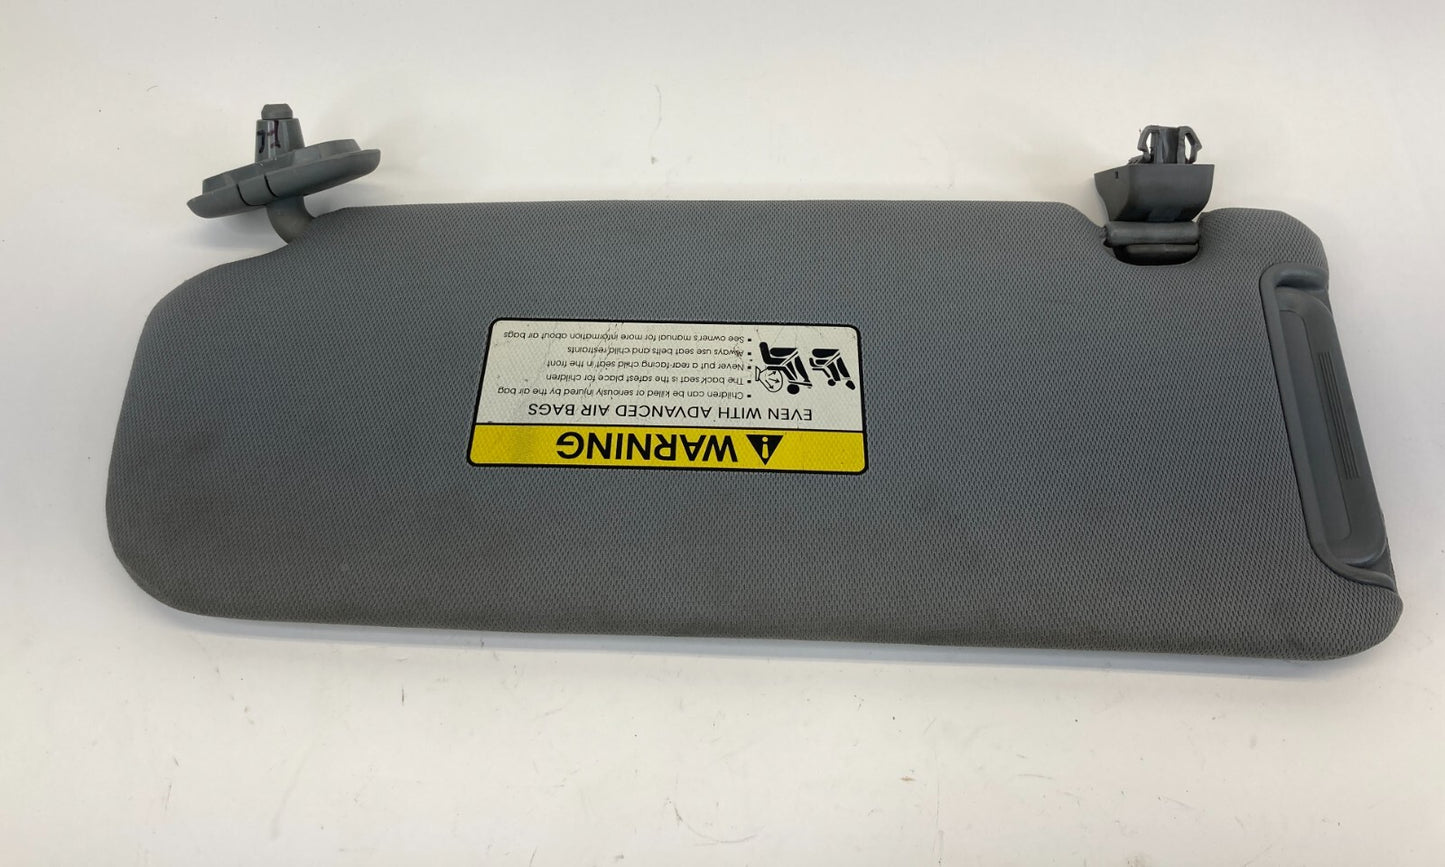 WARNING
EVEN WITH ADVANCED AIR BAGS
• Children can be killed or seriously injured by the air bag
• The back seat is the safest place for children
• Never put a rear-facing child seat in the front
• Always use seat belts and child restraints
• See owner's manual for more information about air bags